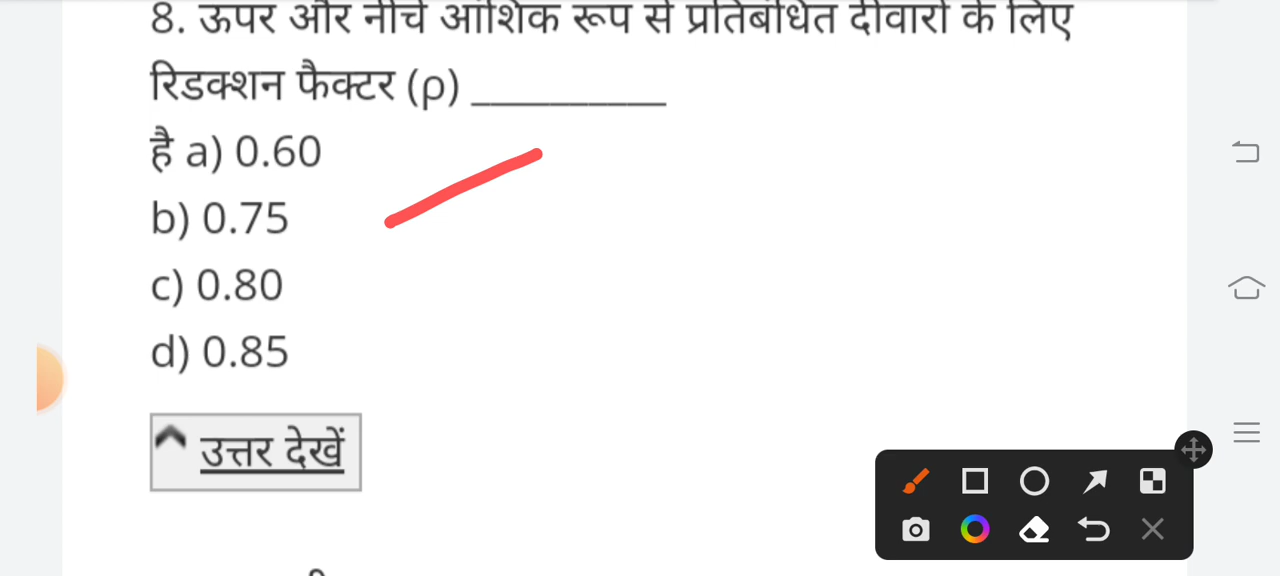 8. ऊपर और नीचे आंशिक रूप से प्रतिबंधित दीवारों के लिए
रिडक्शन फैक्टर (ρ) __________
है a) 0.60
b) 0.75
c) 0.80
d) 0.85
उत्तर देखें